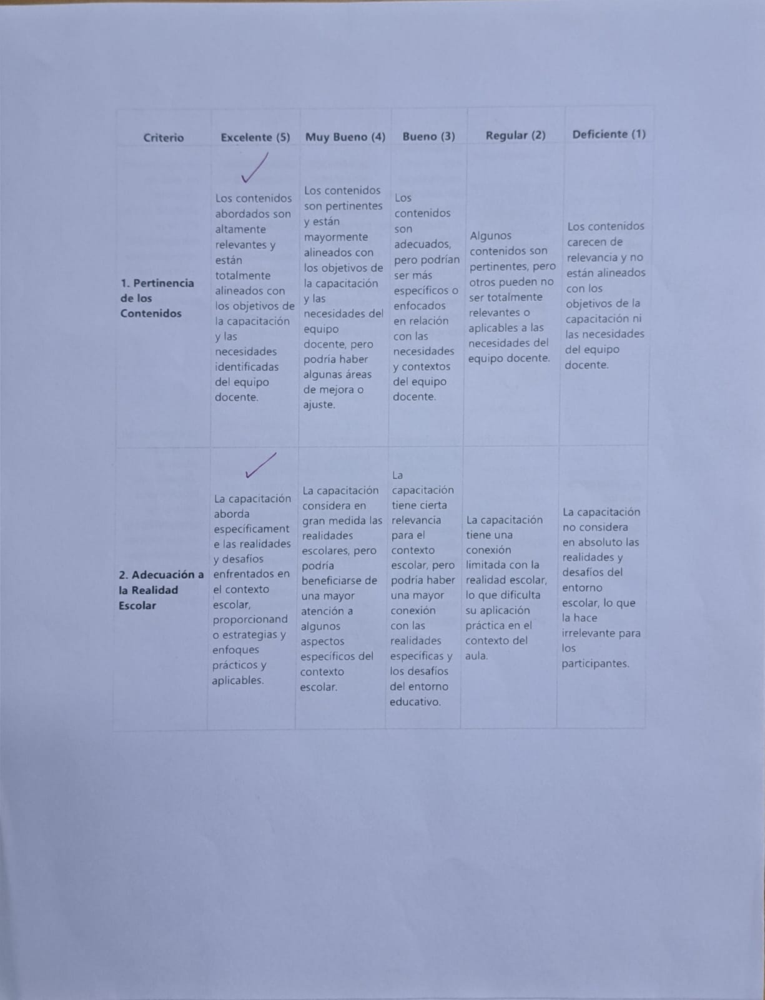 Criterio
Excelente (5)
Muy Bueno (4)
Bueno (3)
Regular (2)
Deficiente (1)
1. Pertinencia
de los
Contenidos
Los contenidos
abordados son
altamente
relevantes y
están
totalmente
alineados con
los objetivos de
la capacitación
y las
necesidades
identificadas
del equipo
docente.
Los contenidos
son pertinentes
y están
mayormente
alineados con
los objetivos de
la capacitación
y las
necesidades del
equipo
docente, pero
podría haber
algunas áreas
de mejora o
ajuste.
Los
contenidos
son
adecuados,
pero podrían
ser más
específicos o
enfocados
en relación
con las
necesidades
y contextos
del equipo
docente.
Algunos
contenidos son
pertinentes, pero
otros pueden no
ser totalmente
relevantes o
aplicables a las
necesidades del
equipo docente.
Los contenidos
carecen de
relevancia y no
están alineados
con los
objetivos de la
capacitación ni
las necesidades
del equipo
docente.
2. Adecuación a
la Realidad
Escolar
La capacitación
aborda
específicament
e las realidades
y desafíos
enfrentados en
el contexto
escolar,
proporcionand
o estrategias y
enfoques
prácticos y
aplicables.
La capacitación
considera en
gran medida las
realidades
escolares, pero
podría
beneficiarse de
una mayor
atención a
algunos
aspectos
específicos del
contexto
escolar.
La
capacitación
tiene cierta
relevancia
para el
contexto
escolar, pero
podría haber
una mayor
conexión
con las
realidades
específicas y
los desafíos
del entorno
educativo.
La capacitación
tiene una
conexión
limitada con la
realidad escolar,
lo que dificulta
su aplicación
práctica en el
contexto del
aula.
La capacitación
no considera
en absoluto las
realidades y
desafíos del
entorno
escolar, lo que
la hace
irrelevante para
los
participantes.